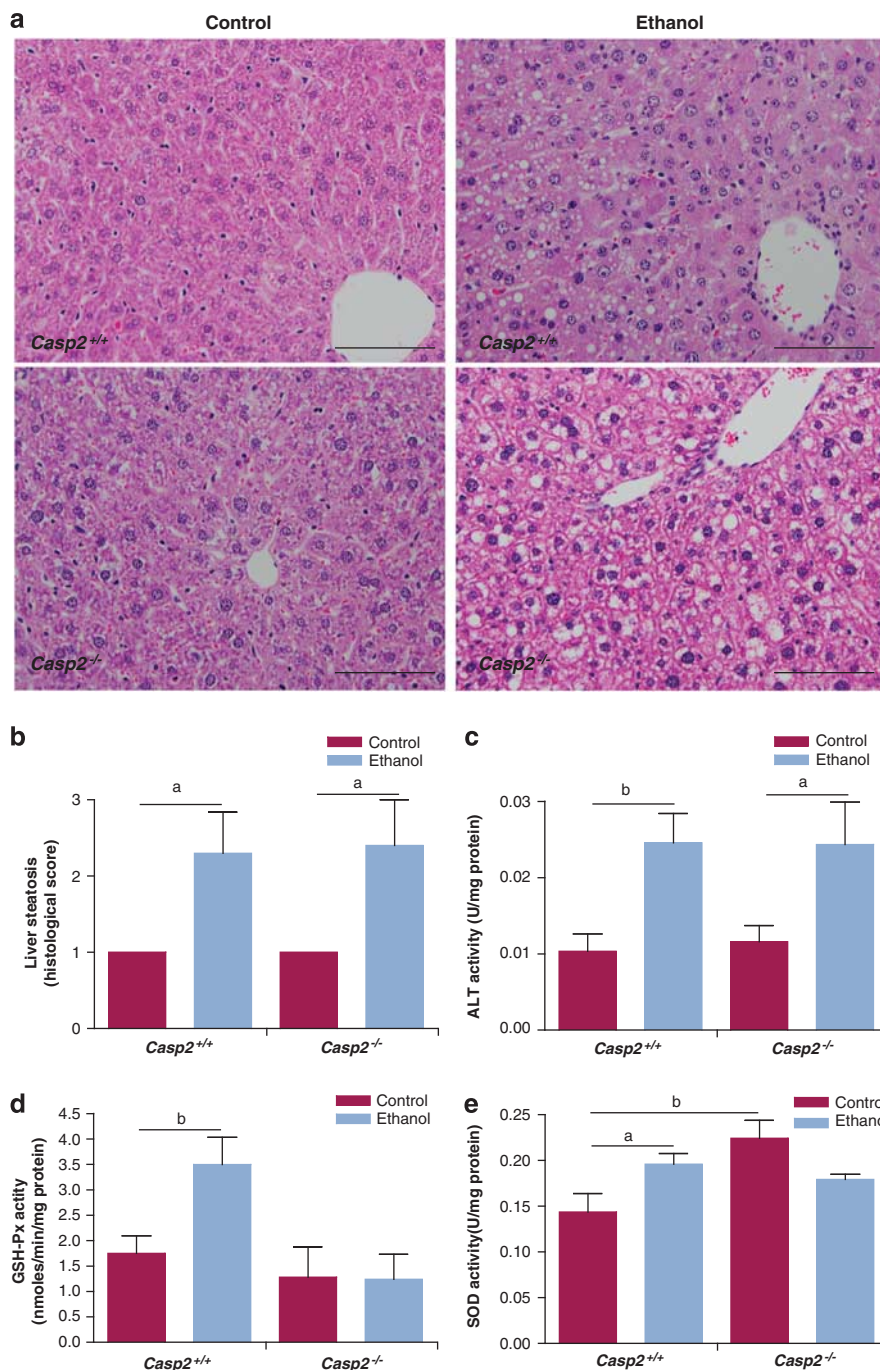 a
Control
Ethanol
Casp2+/+
Casp2+/+
Casp2-/-
Casp2-/-
b
Control
Ethanol
Liver steatosis
(histological score)
3
2
1
0
a
a
Casp2+/+
Casp2-/-
c
Control
Ethanol
ALT activity (U/mg protein)
0.03
0.02
0.01
0.00
b
a
Casp2+/+
Casp2-/-
d
Control
Ethanol
GSH-Px actity
(nmoles/min/mg protein)
4.5
4.0
3.5
3.0
2.5
2.0
1.5
1.0
0.5
0.0
b
Casp2+/+
Casp2-/-
e
Contro
Ethano
SOD activity(U/mg protein)
0.25
0.20
0.15
0.10
0.05
0.00
a
b
Casp2+/+
Casp2-/-